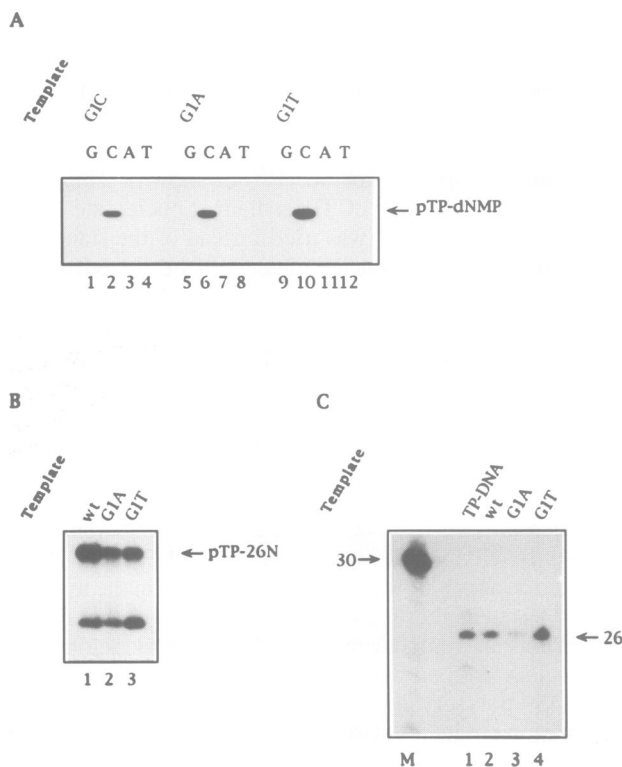 A
Template
G1C
G1A
G1T
G C A T G C A T G C A T
← pTP-dNMP
1 2 3 4 5 6 7 8 9 10 11 12
B
Template
wt
G1A
G1T
← pTP-26N
1 2 3
C
Template
TP-DNA
wt
G1A
G1T
30 →
← 26
M 1 2 3 4